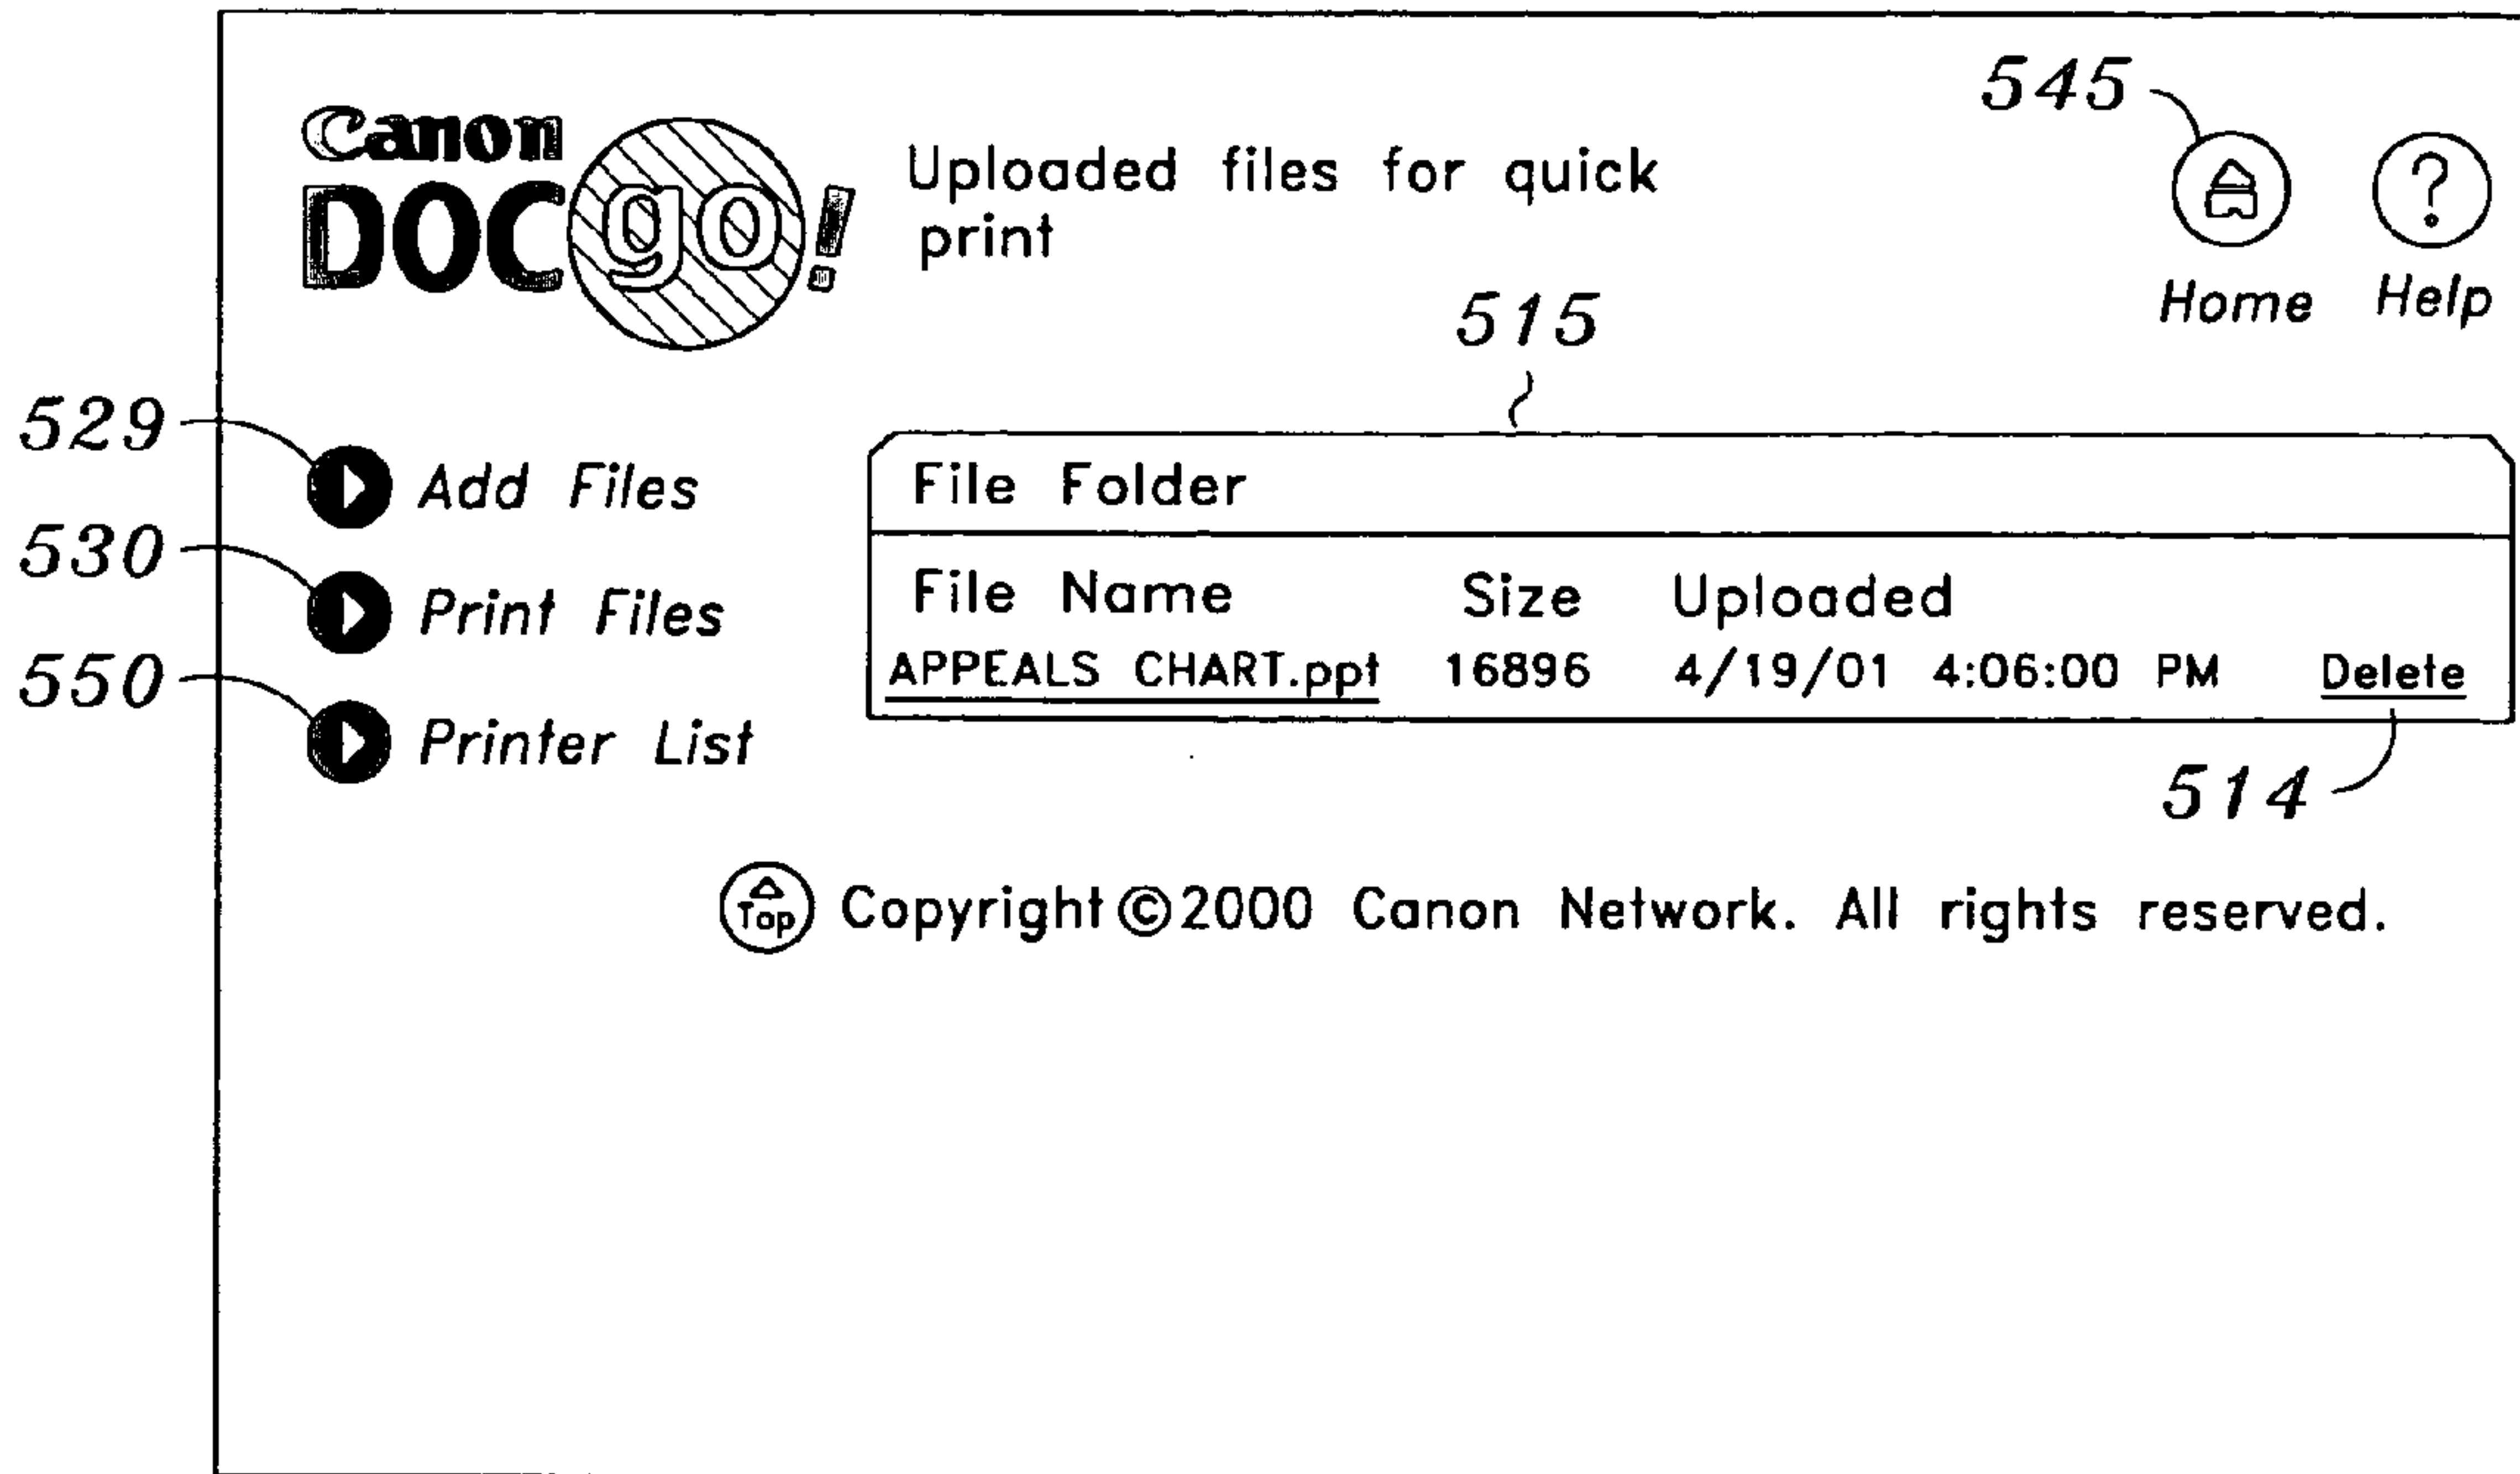 545
Canon
DOCgo!
Uploaded files for quick
print
Home Help
515
529
Add Files
File Folder
530
Print Files
File Name Size Uploaded
550
APPEALS CHART.ppt 16896 4/19/01 4:06:00 PM Delete
Printer List
514
Top Copyright©2000 Canon Network. All rights reserved.